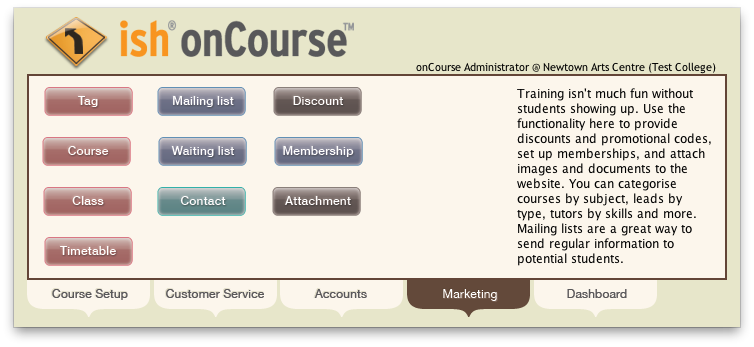 ish® onCourse™
onCourse Administrator @ Newtown Arts Centre (Test College)
Tag
Mailing list
Discount
Course
Waiting list
Membership
Class
Contact
Attachment
Timetable
Training isn't much fun without
students showing up. Use the
functionality here to provide
discounts and promotional codes,
set up memberships, and attach
images and documents to the
website. You can categorise
courses by subject, leads by
type, tutors by skills and more.
Mailing lists are a great way to
send regular information to
potential students.
Course Setup
Customer Service
Accounts
Marketing
Dashboard